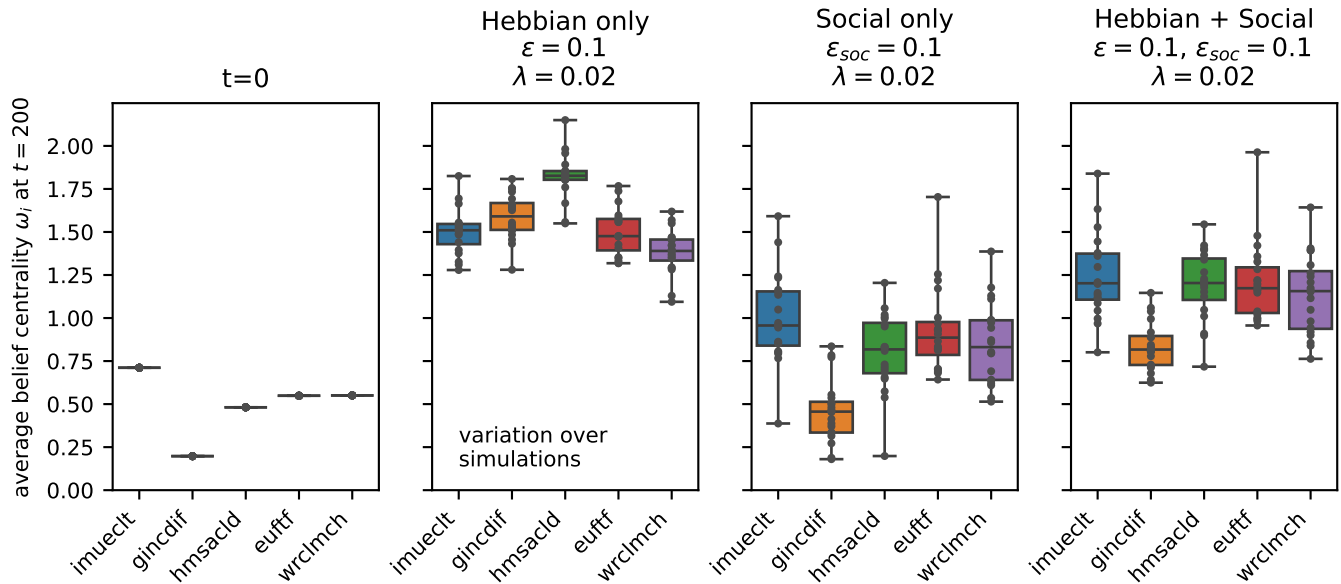 t=0
Hebbian only
ε = 0.1
λ = 0.02
Social only
ε_soc = 0.1
λ = 0.02
Hebbian + Social
ε = 0.1, ε_soc = 0.1
λ = 0.02
average belief centrality ω_i at t = 200
2.00
1.75
1.50
1.25
1.00
0.75
0.50
0.25
0.00
variation over
simulations
imueclt
gincdif
hmsacld
euftf
wrclmch
imueclt
gincdif
hmsacld
euftf
wrclmch
imueclt
gincdif
hmsacld
euftf
wrclmch
imueclt
gincdif
hmsacld
euftf
wrclmch